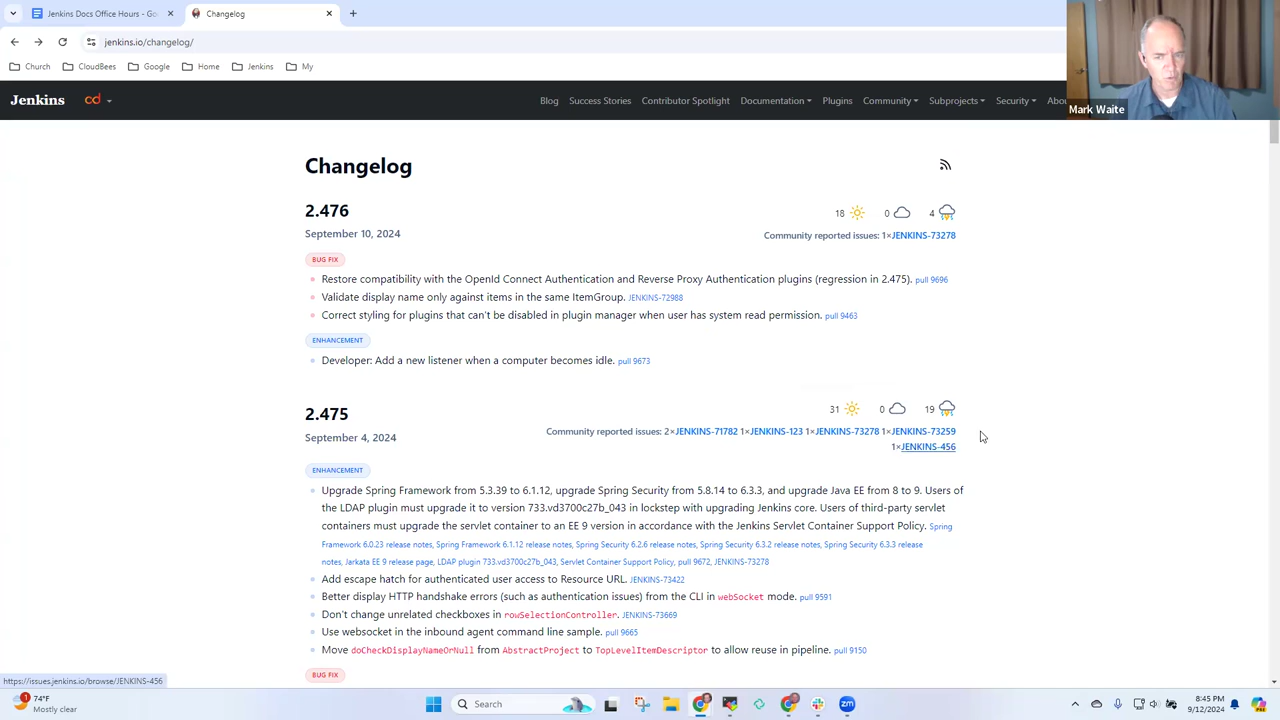 Jenkins Docs Office Hours - Go
Changelog
jenkins.io/changelog/
Church
CloudBees
Google
Home
Jenkins
My
Mark Waite
Jenkins
cd
Blog
Success Stories
Contributor Spotlight
Documentation
Plugins
Community
Subprojects
Security
Abou
Changelog
2.476
18
0
4
September 10, 2024
Community reported issues: 1×JENKINS-73278
BUG FIX
Restore compatibility with the OpenId Connect Authentication and Reverse Proxy Authentication plugins (regression in 2.475). pull 9696
Validate display name only against items in the same ItemGroup. JENKINS-72988
Correct styling for plugins that can't be disabled in plugin manager when user has system read permission. pull 9463
ENHANCEMENT
Developer: Add a new listener when a computer becomes idle. pull 9673
2.475
31
0
19
September 4, 2024
Community reported issues: 2×JENKINS-71782 1×JENKINS-123 1×JENKINS-73278 1×JENKINS-73259
1×JENKINS-456
ENHANCEMENT
Upgrade Spring Framework from 5.3.39 to 6.1.12, upgrade Spring Security from 5.8.14 to 6.3.3, and upgrade Java EE from 8 to 9. Users of
the LDAP plugin must upgrade it to version 733.vd3700c27b_043 in lockstep with upgrading Jenkins core. Users of third-party servlet
containers must upgrade the servlet container to an EE 9 version in accordance with the Jenkins Servlet Container Support Policy. Spring
Framework 6.0.23 release notes, Spring Framework 6.1.12 release notes, Spring Security 6.2.6 release notes, Spring Security 6.3.2 release notes, Spring Security 6.3.3 release
notes, Jarkata EE 9 release page, LDAP plugin 733.vd3700c27b_043, Servlet Container Support Policy, pull 9672, JENKINS-73278
Add escape hatch for authenticated user access to Resource URL. JENKINS-73422
Better display HTTP handshake errors (such as authentication issues) from the CLI in webSocket mode. pull 9591
Don't change unrelated checkboxes in rowSelectionController. JENKINS-73669
Use websocket in the inbound agent command line sample. pull 9665
Move doCheckDisplayNameOrNull from AbstractProject to TopLevelItemDescriptor to allow reuse in pipeline. pull 9150
BUG FIX
https://issues.jenkins.io/browse/JENKINS-456
1
74°F
Mostly clear
Search
zm
8:45 PM
9/12/2024